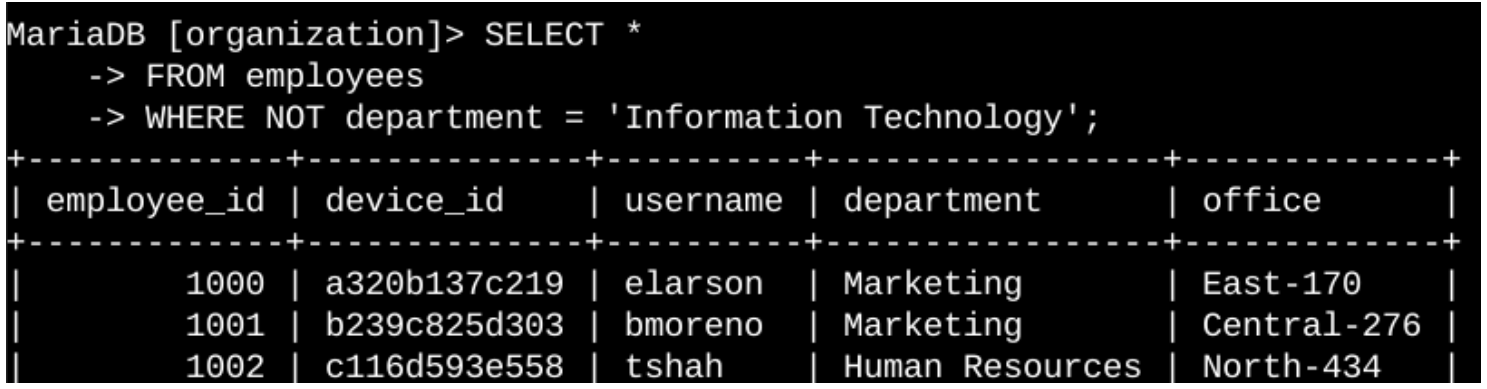 MariaDB [organization]> SELECT *
    -> FROM employees
    -> WHERE NOT department = 'Information Technology';
+-------------+--------------+----------+-----------------+-------------+
| employee_id | device_id    | username | department      | office      |
+-------------+--------------+----------+-----------------+-------------+
|        1000 | a320b137c219 | elarson  | Marketing       | East-170    |
|        1001 | b239c825d303 | bmoreno  | Marketing       | Central-276 |
|        1002 | c116d593e558 | tshah    | Human Resources | North-434   |